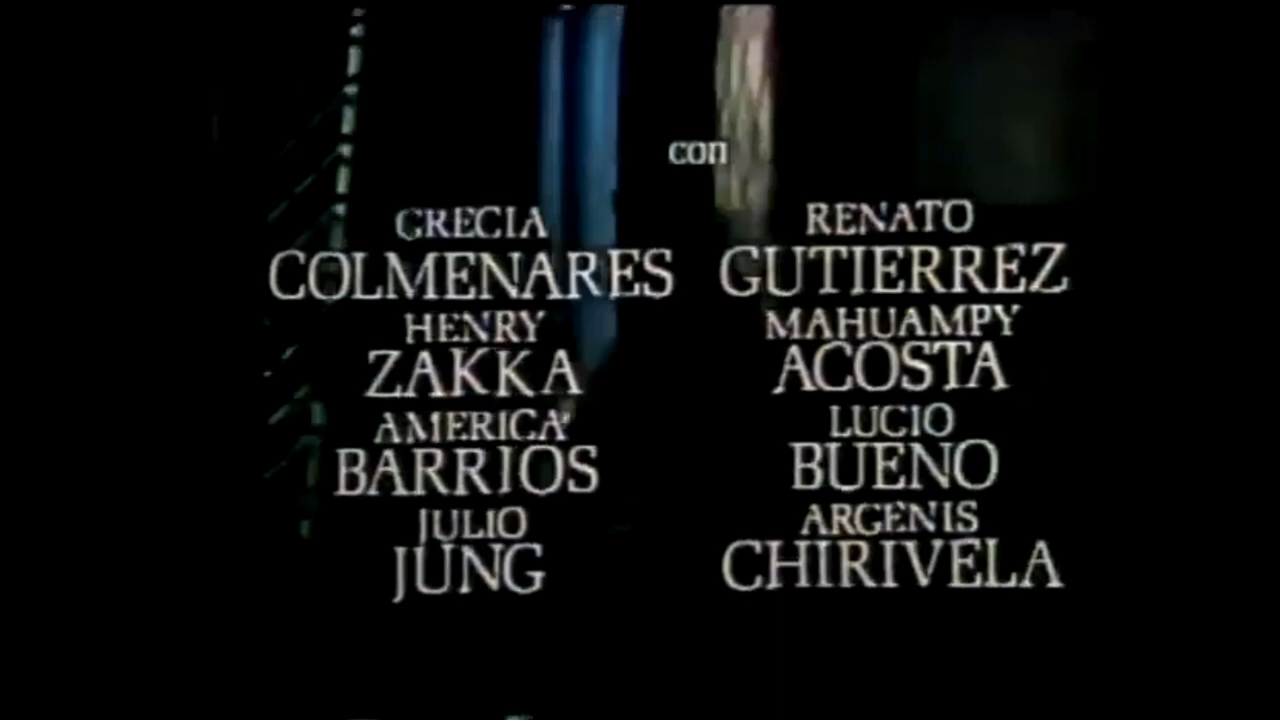 con
GRECIA
COLMENARES
HENRY
ZAKKA
AMERICA
BARRIOS
JULIO
JUNG
RENATO
GUTIERREZ
MAHUAMPY
ACOSTA
LUCIO
BUENO
ARGENIS
CHIRIVELA